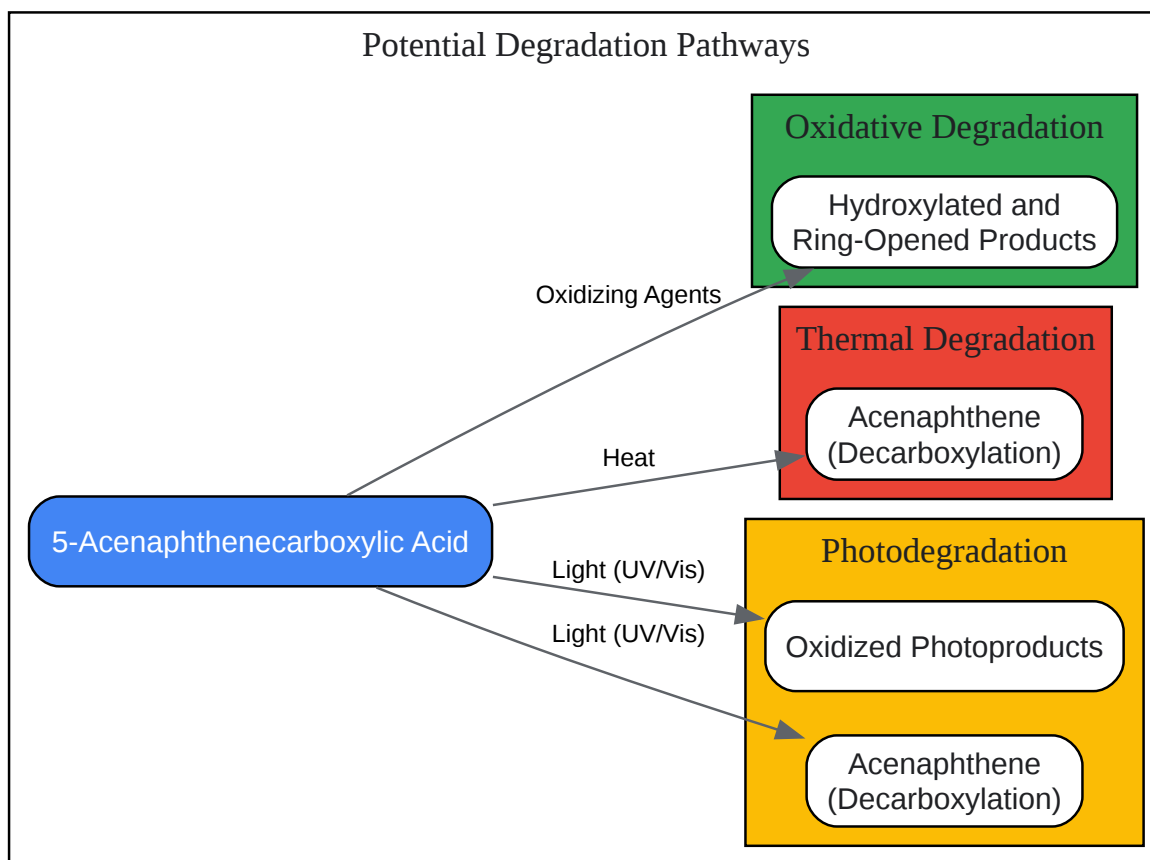 Potential Degradation Pathways
Oxidative Degradation
Hydroxylated and
Ring-Opened Products
Oxidizing Agents
Thermal Degradation
Acenaphthene
(Decarboxylation)
Heat
5-Acenaphthenecarboxylic Acid
Photodegradation
Light (UV/Vis)
Oxidized Photoproducts
Light (UV/Vis)
Acenaphthene
(Decarboxylation)